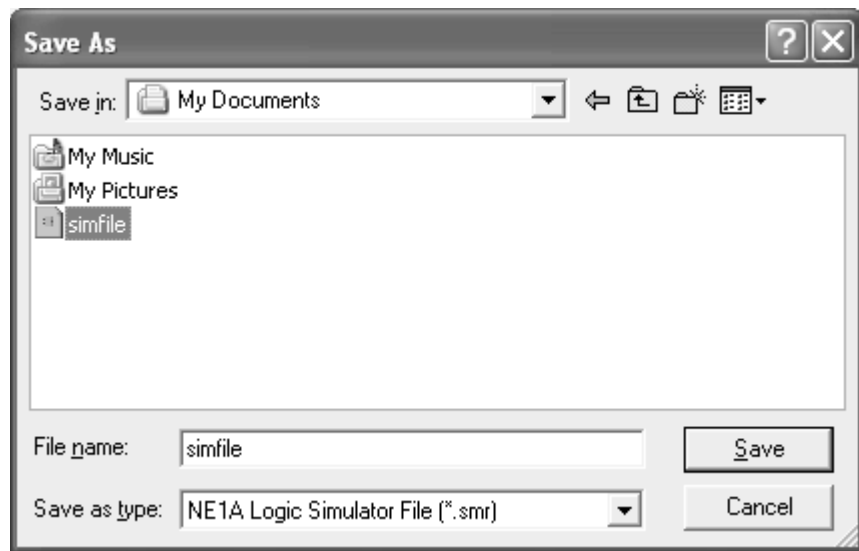 Save As
Save in: My Documents
My Music
My Pictures
simfile
File name: simfile
Save
Save as type: NE1A Logic Simulator File (*.smr)
Cancel